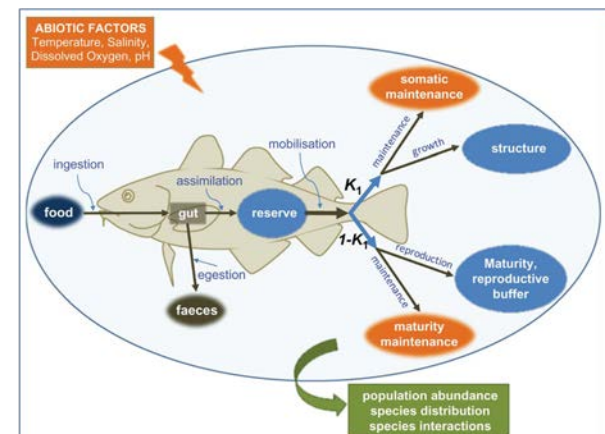 ABIOTIC FACTORS
Temperature, Salinity,
Dissolved Oxygen, pH
somatic
maintenance
mobilisation
maintenance
growth
structure
ingestion
assimilation
K1
food
gut
reserve
1-K1
reproduction
egestion
maintenance
Maturity,
reproductive
buffer
faeces
maturity
maintenance
population abundance
species distribution
species interactions